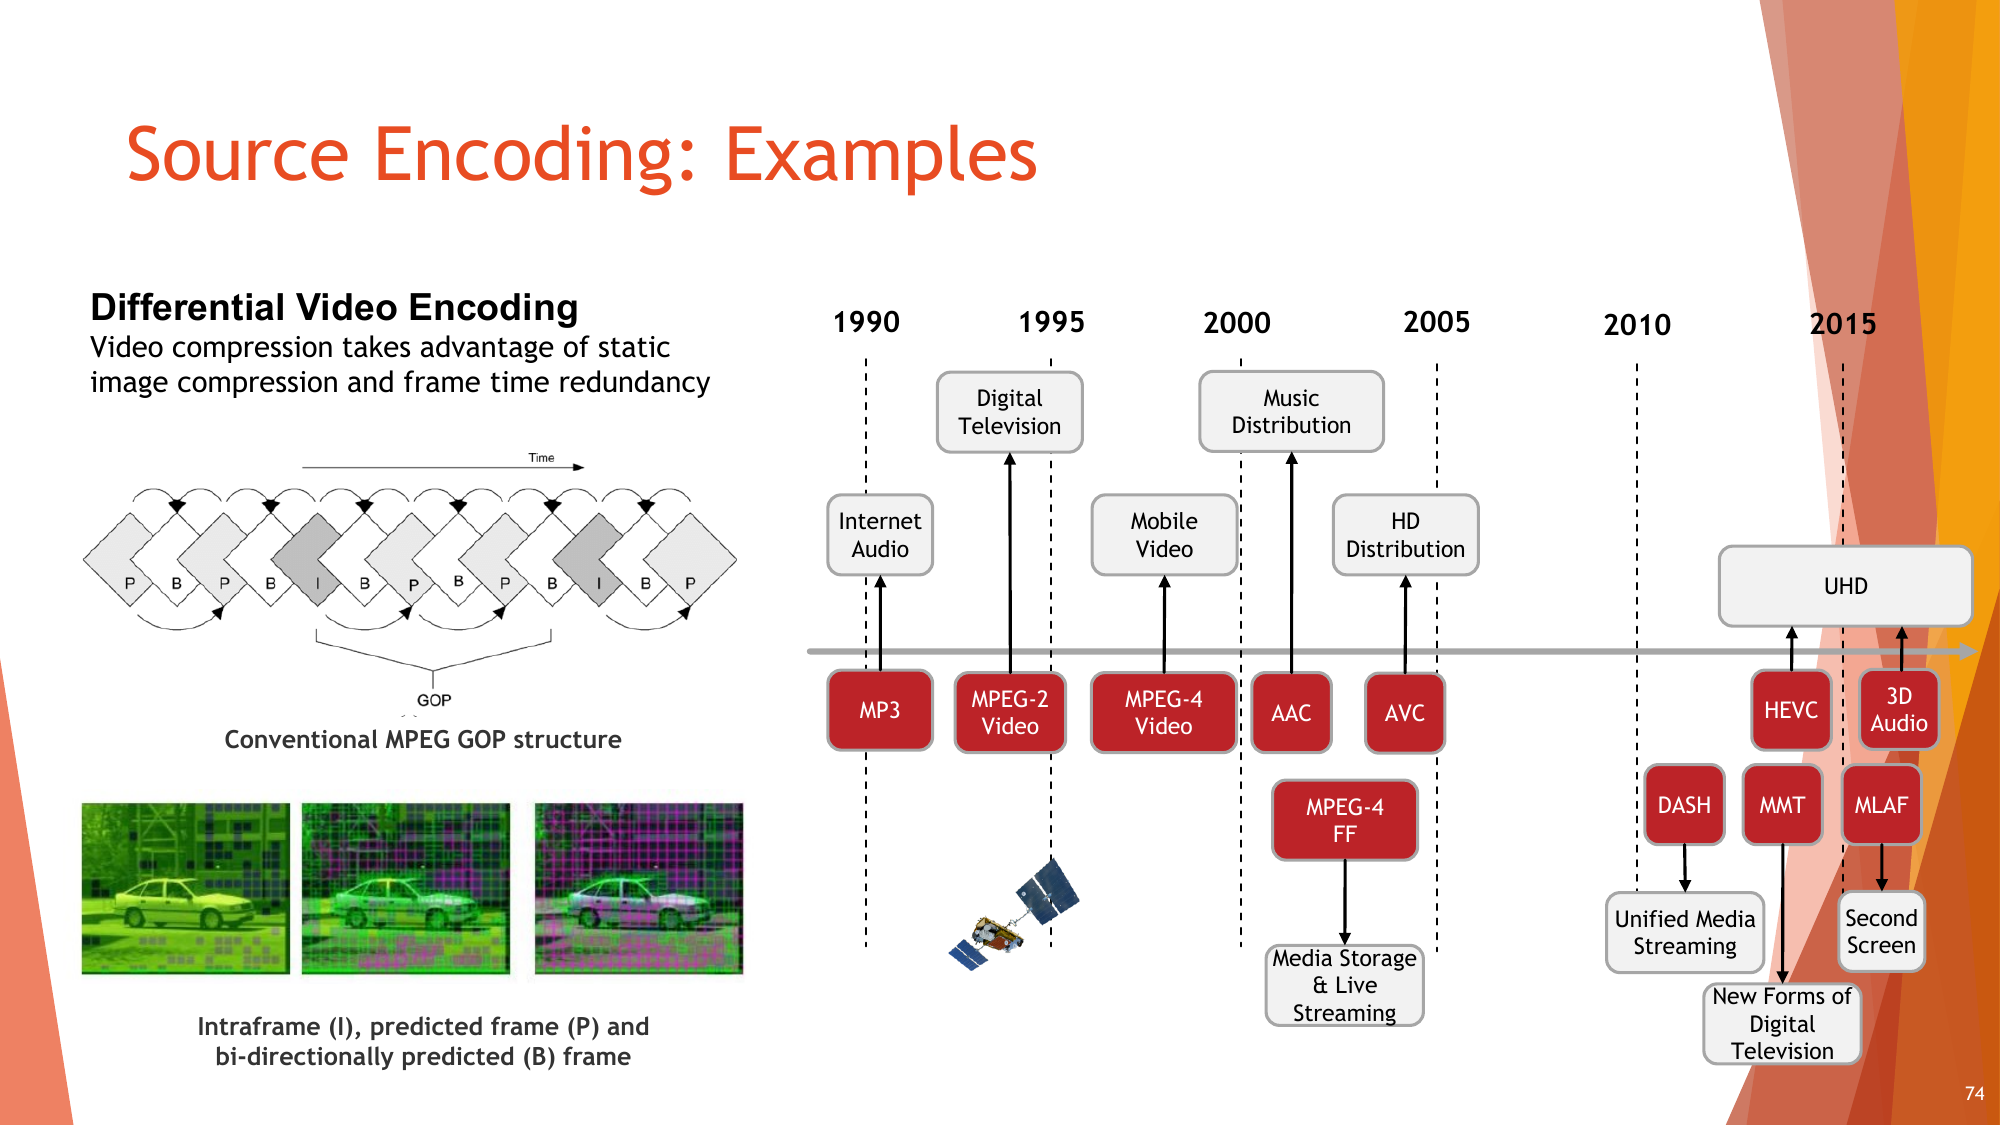 Source Encoding: Examples
Differential Video Encoding
Video compression takes advantage of static
image compression and frame time redundancy
Time
P B P B I B P B P B I B P
GOP
Conventional MPEG GOP structure
Intraframe (I), predicted frame (P) and
bi-directionally predicted (B) frame
1990 1995 2000 2005 2010 2015
Digital
Television
Music
Distribution
Internet
Audio
Mobile
Video
HD
Distribution
UHD
MP3
MPEG-2
Video
MPEG-4
Video
AAC
AVC
HEVC
3D
Audio
MPEG-4
FF
DASH
MMT
MLAF
Media Storage
& Live
Streaming
Unified Media
Streaming
Second
Screen
New Forms of
Digital
Television
74